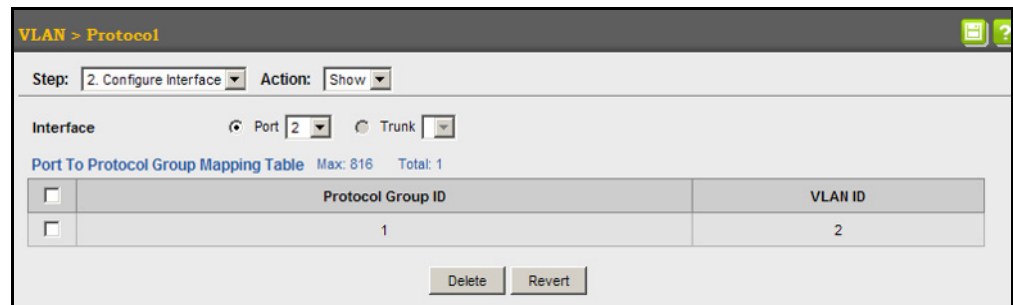 VLAN > Protocol
?
Step: 2. Configure Interface Action: Show
Interface Port 2 Trunk
Port To Protocol Group Mapping Table Max: 816 Total: 1
Protocol Group ID VLAN ID
1 2
Delete Revert